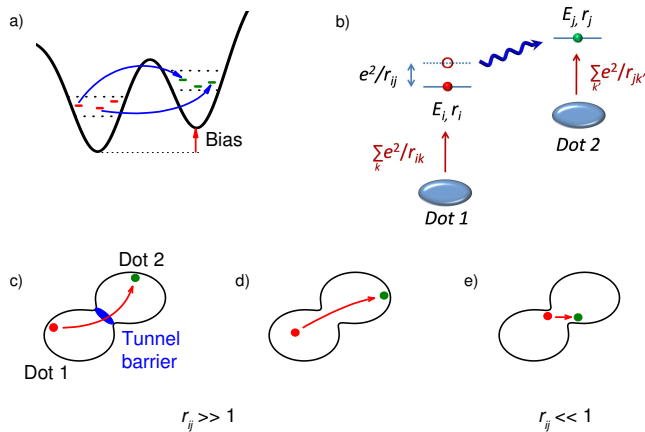 a)
Bias
b)
E_j, r_j
e²/r_ij
E_i, r_i
∑_k e²/r_ik
Dot 1
∑_k' e²/r_jk'
Dot 2
c)
Dot 2
Tunnel
barrier
Dot 1
d)
e)
r_ij >> 1
r_ij << 1